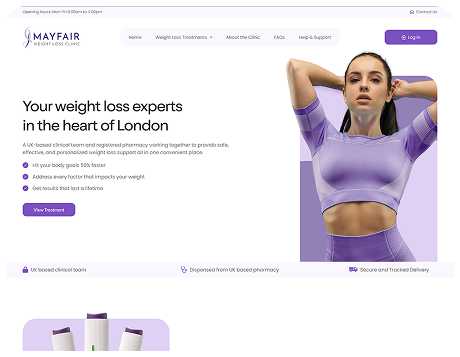 Opening hours: Mon-Fri 9:00am to 4:00pm
Contact Us
MAYFAIR
WEIGHT LOSS CLINIC
Home
Weight Loss Treatments
About the Clinic
FAQs
Help & Support
Log in
Your weight loss experts
in the heart of London
A UK-based clinical team and registered pharmacy working together to provide safe,
effective, and personalized weight loss support all in one convenient place.
Hit your body goals 50% faster
Address every factor that impacts your weight
Get results that last a lifetime
View Treatment
UK based clinical team
Dispensed from UK based pharmacy
Secure and Tracked Delivery